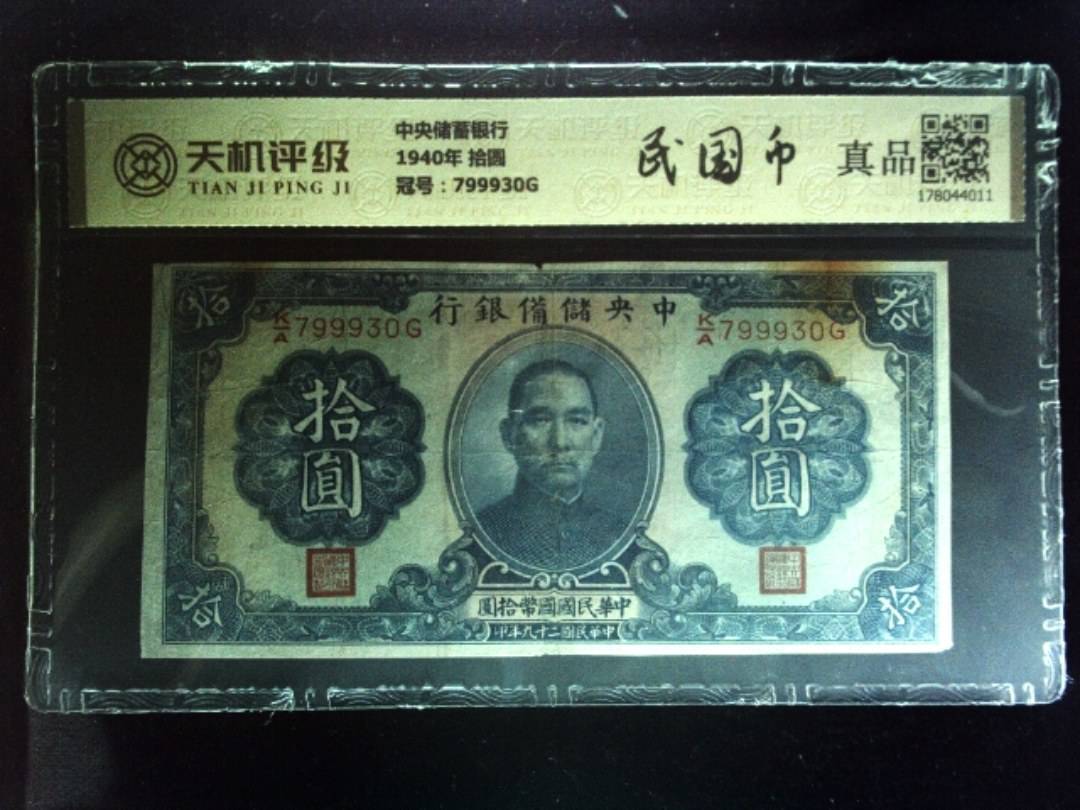 天机评级
TIAN JI PING JI
中央储蓄银行
1940年 拾圆
冠号：799930G
民国币
真品
178044011
拾
拾
行銀備儲央中
K/A 799930G
K/A 799930G
拾
圓
拾
圓
拾
拾
圓拾幣國國民華中
印年九十二國民華中